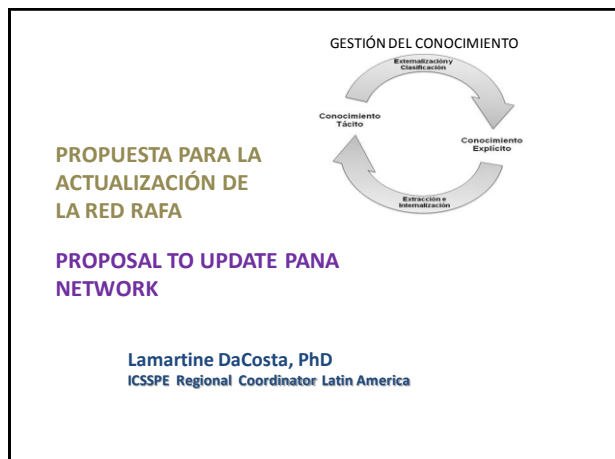 GESTIÓN DEL CONOCIMIENTO
Externalización y
Clasificación
Conocimiento
Tácito
Conocimiento
Explícito
Extracción e
Internalización
PROPUESTA PARA LA
ACTUALIZACIÓN DE
LA RED RAFA
PROPOSAL TO UPDATE PANA
NETWORK
Lamartine DaCosta, PhD
ICSSPE Regional Coordinator Latin America